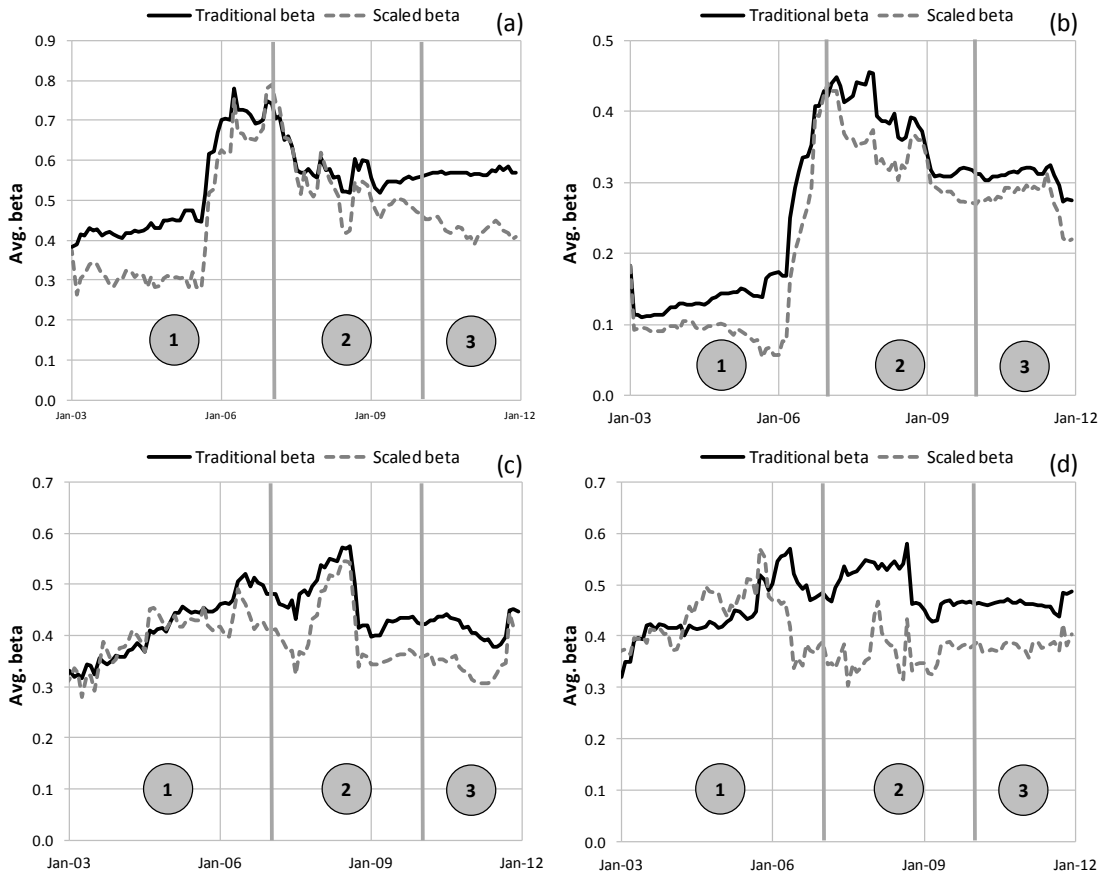 Traditional beta Scaled beta (a)
Avg. beta
0.9
0.8
0.7
0.6
0.5
0.4
0.3
0.2
0.1
0.0
1 2 3
Jan-03 Jan-06 Jan-09 Jan-12
Traditional beta Scaled beta (b)
Avg. beta
0.5
0.4
0.3
0.2
0.1
0.0
1 2 3
Jan-03 Jan-06 Jan-09 Jan-12
Traditional beta Scaled beta (c)
Avg. beta
0.7
0.6
0.5
0.4
0.3
0.2
0.1
0.0
1 2 3
Jan-03 Jan-06 Jan-09 Jan-12
Traditional beta Scaled beta (d)
Avg. beta
0.7
0.6
0.5
0.4
0.3
0.2
0.1
0.0
1 2 3
Jan-03 Jan-06 Jan-09 Jan-12